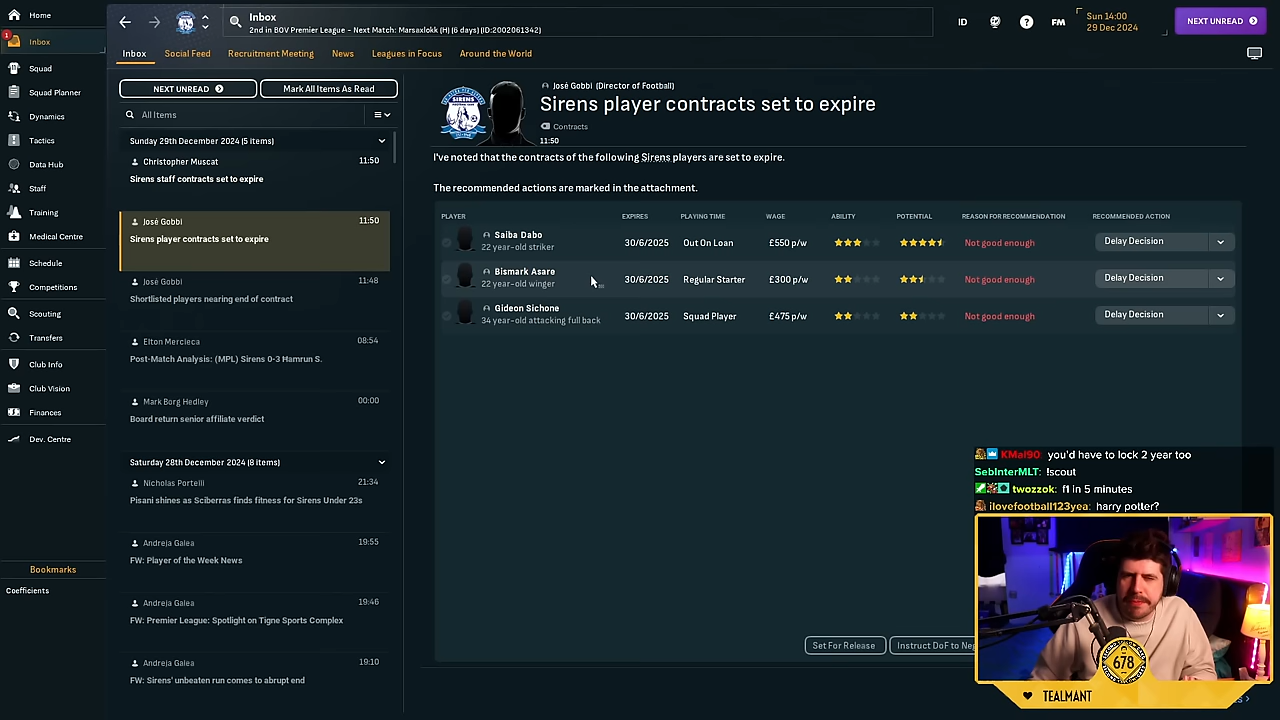 Home
Inbox
1
Squad
Squad Planner
Dynamics
Tactics
Data Hub
Staff
Training
Medical Centre
Schedule
Competitions
Scouting
Transfers
Club Info
Club Vision
Finances
Dev. Centre
Bookmarks
Coefficients
Inbox
2nd in BOV Premier League - Next Match: Marsaxlokk (H) (6 days)(ID:2002061342)
ID
FM
Sun 14:00
29 Dec 2024
NEXT UNREAD
Inbox
Social Feed
Recruitment Meeting
News
Leagues in Focus
Around the World
NEXT UNREAD
Mark All Items As Read
All Items
Sunday 29th December 2024 (5 items)
Christopher Muscat
11:50
Sirens staff contracts set to expire
José Gobbi
11:50
Sirens player contracts set to expire
José Gobbi
11:48
Shortlisted players nearing end of contract
Elton Mercieca
08:54
Post-Match Analysis: (MPL) Sirens 0-3 Hamrun S.
Mark Borg Hedley
00:00
Board return senior affiliate verdict
Saturday 28th December 2024 (8 items)
Nicholas Portelli
21:34
Pisani shines as Sciberras finds fitness for Sirens Under 23s
Andreja Galea
19:55
FW: Player of the Week News
Andreja Galea
19:46
FW: Premier League: Spotlight on Tigne Sports Complex
Andreja Galea
19:10
FW: Sirens' unbeaten run comes to abrupt end
SIRENS
José Gobbi (Director of Football)
Sirens player contracts set to expire
Contracts
11:50
I've noted that the contracts of the following Sirens players are set to expire.
The recommended actions are marked in the attachment.
PLAYER EXPIRES PLAYING TIME WAGE ABILITY POTENTIAL REASON FOR RECOMMENDATION RECOMMENDED ACTION
Saiba Dabo
22 year-old striker
30/6/2025 Out On Loan £550 p/w Not good enough Delay Decision
Bismark Asare
22 year-old winger
30/6/2025 Regular Starter £300 p/w Not good enough Delay Decision
Gideon Sichone
34 year-old attacking full back
30/6/2025 Squad Player £475 p/w Not good enough Delay Decision
Set For Release
Instruct DoF to Neg
KMal90 you'd have to lock 2 year too
SebInterMLT: !scout
twozzok: f1 in 5 minutes
ilovefootball123yea: harry potter?
678
TEALMANT